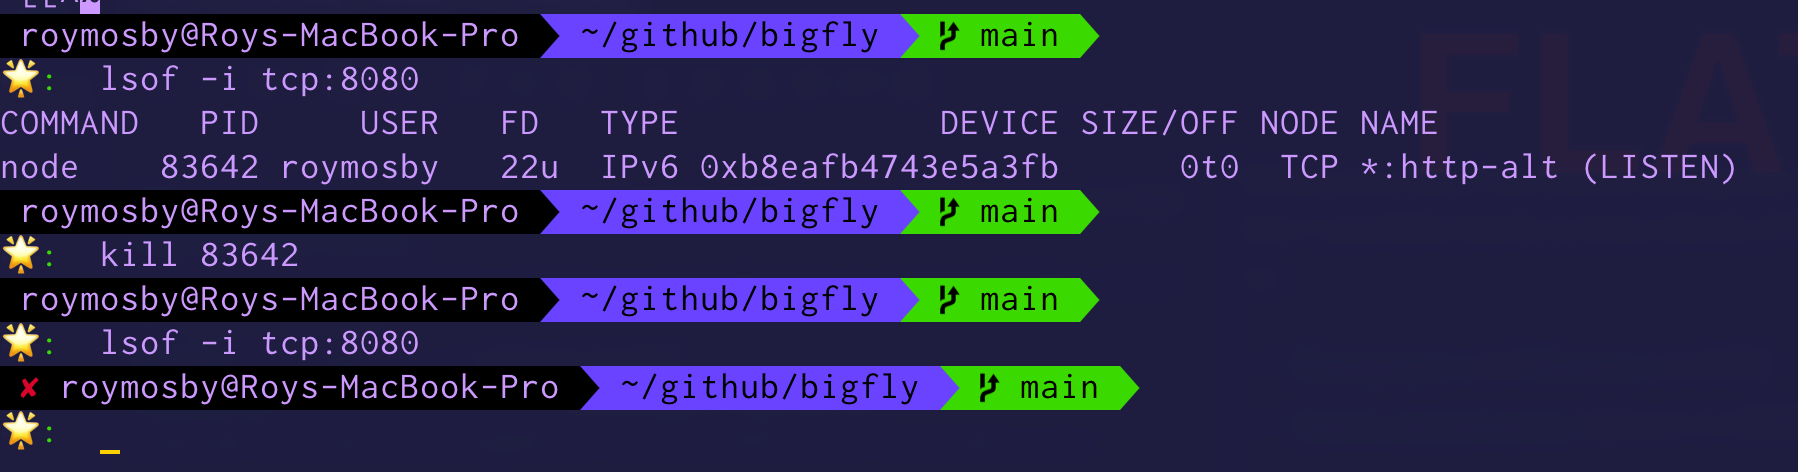 roymosby@Roys-MacBook-Pro ~/github/bigfly main
: lsof -i tcp:8080
COMMAND PID USER FD TYPE DEVICE SIZE/OFF NODE NAME
node 83642 roymosby 22u IPv6 0xb8eafb4743e5a3fb 0t0 TCP *:http-alt (LISTEN)
roymosby@Roys-MacBook-Pro ~/github/bigfly main
: kill 83642
roymosby@Roys-MacBook-Pro ~/github/bigfly main
: lsof -i tcp:8080
✘ roymosby@Roys-MacBook-Pro ~/github/bigfly main
: _